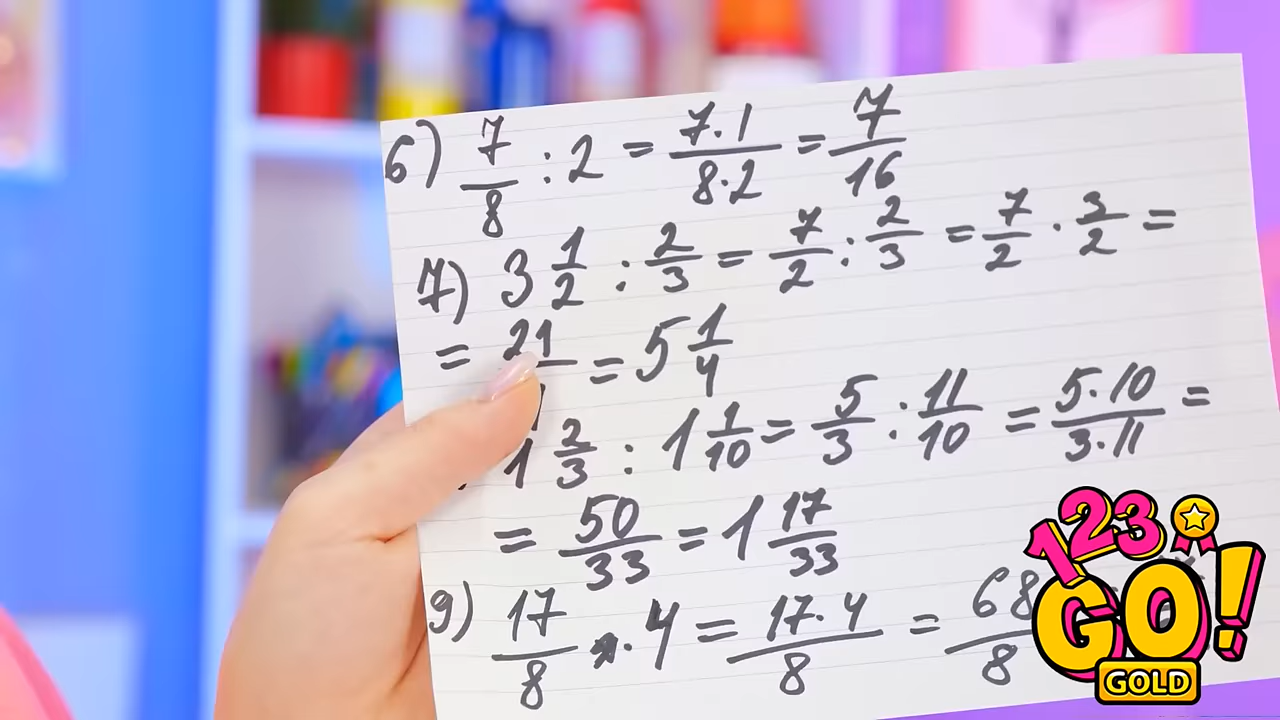 6) 7/8 : 2 = 7·1/8·2 = 7/16
7) 3 1/2 : 2/3 = 7/2 : 2/3 = 7/2 · 3/2 =
= 21/ = 5 1/4
1 2/3 : 1 1/10 = 5/3 : 11/10 = 5·10/3·11 =
= 50/33 = 1 17/33
9) 17/8 · 4 = 17·4/8 = 68/8
123
GO!
GOLD